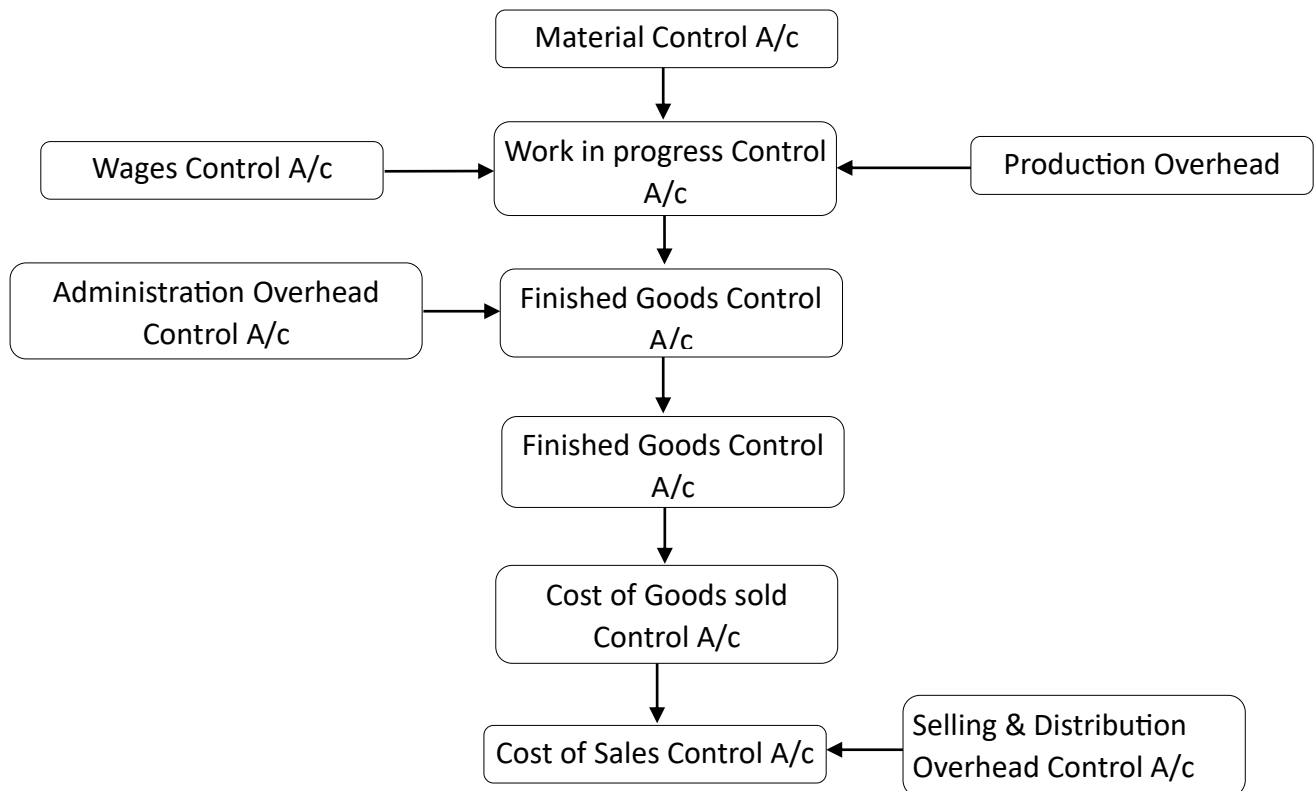 Material Control A/c
Wages Control A/c
Work in progress Control
A/c
Production Overhead
Administration Overhead
Control A/c
Finished Goods Control
A/c
Finished Goods Control
A/c
Cost of Goods sold
Control A/c
Cost of Sales Control A/c
Selling & Distribution
Overhead Control A/c